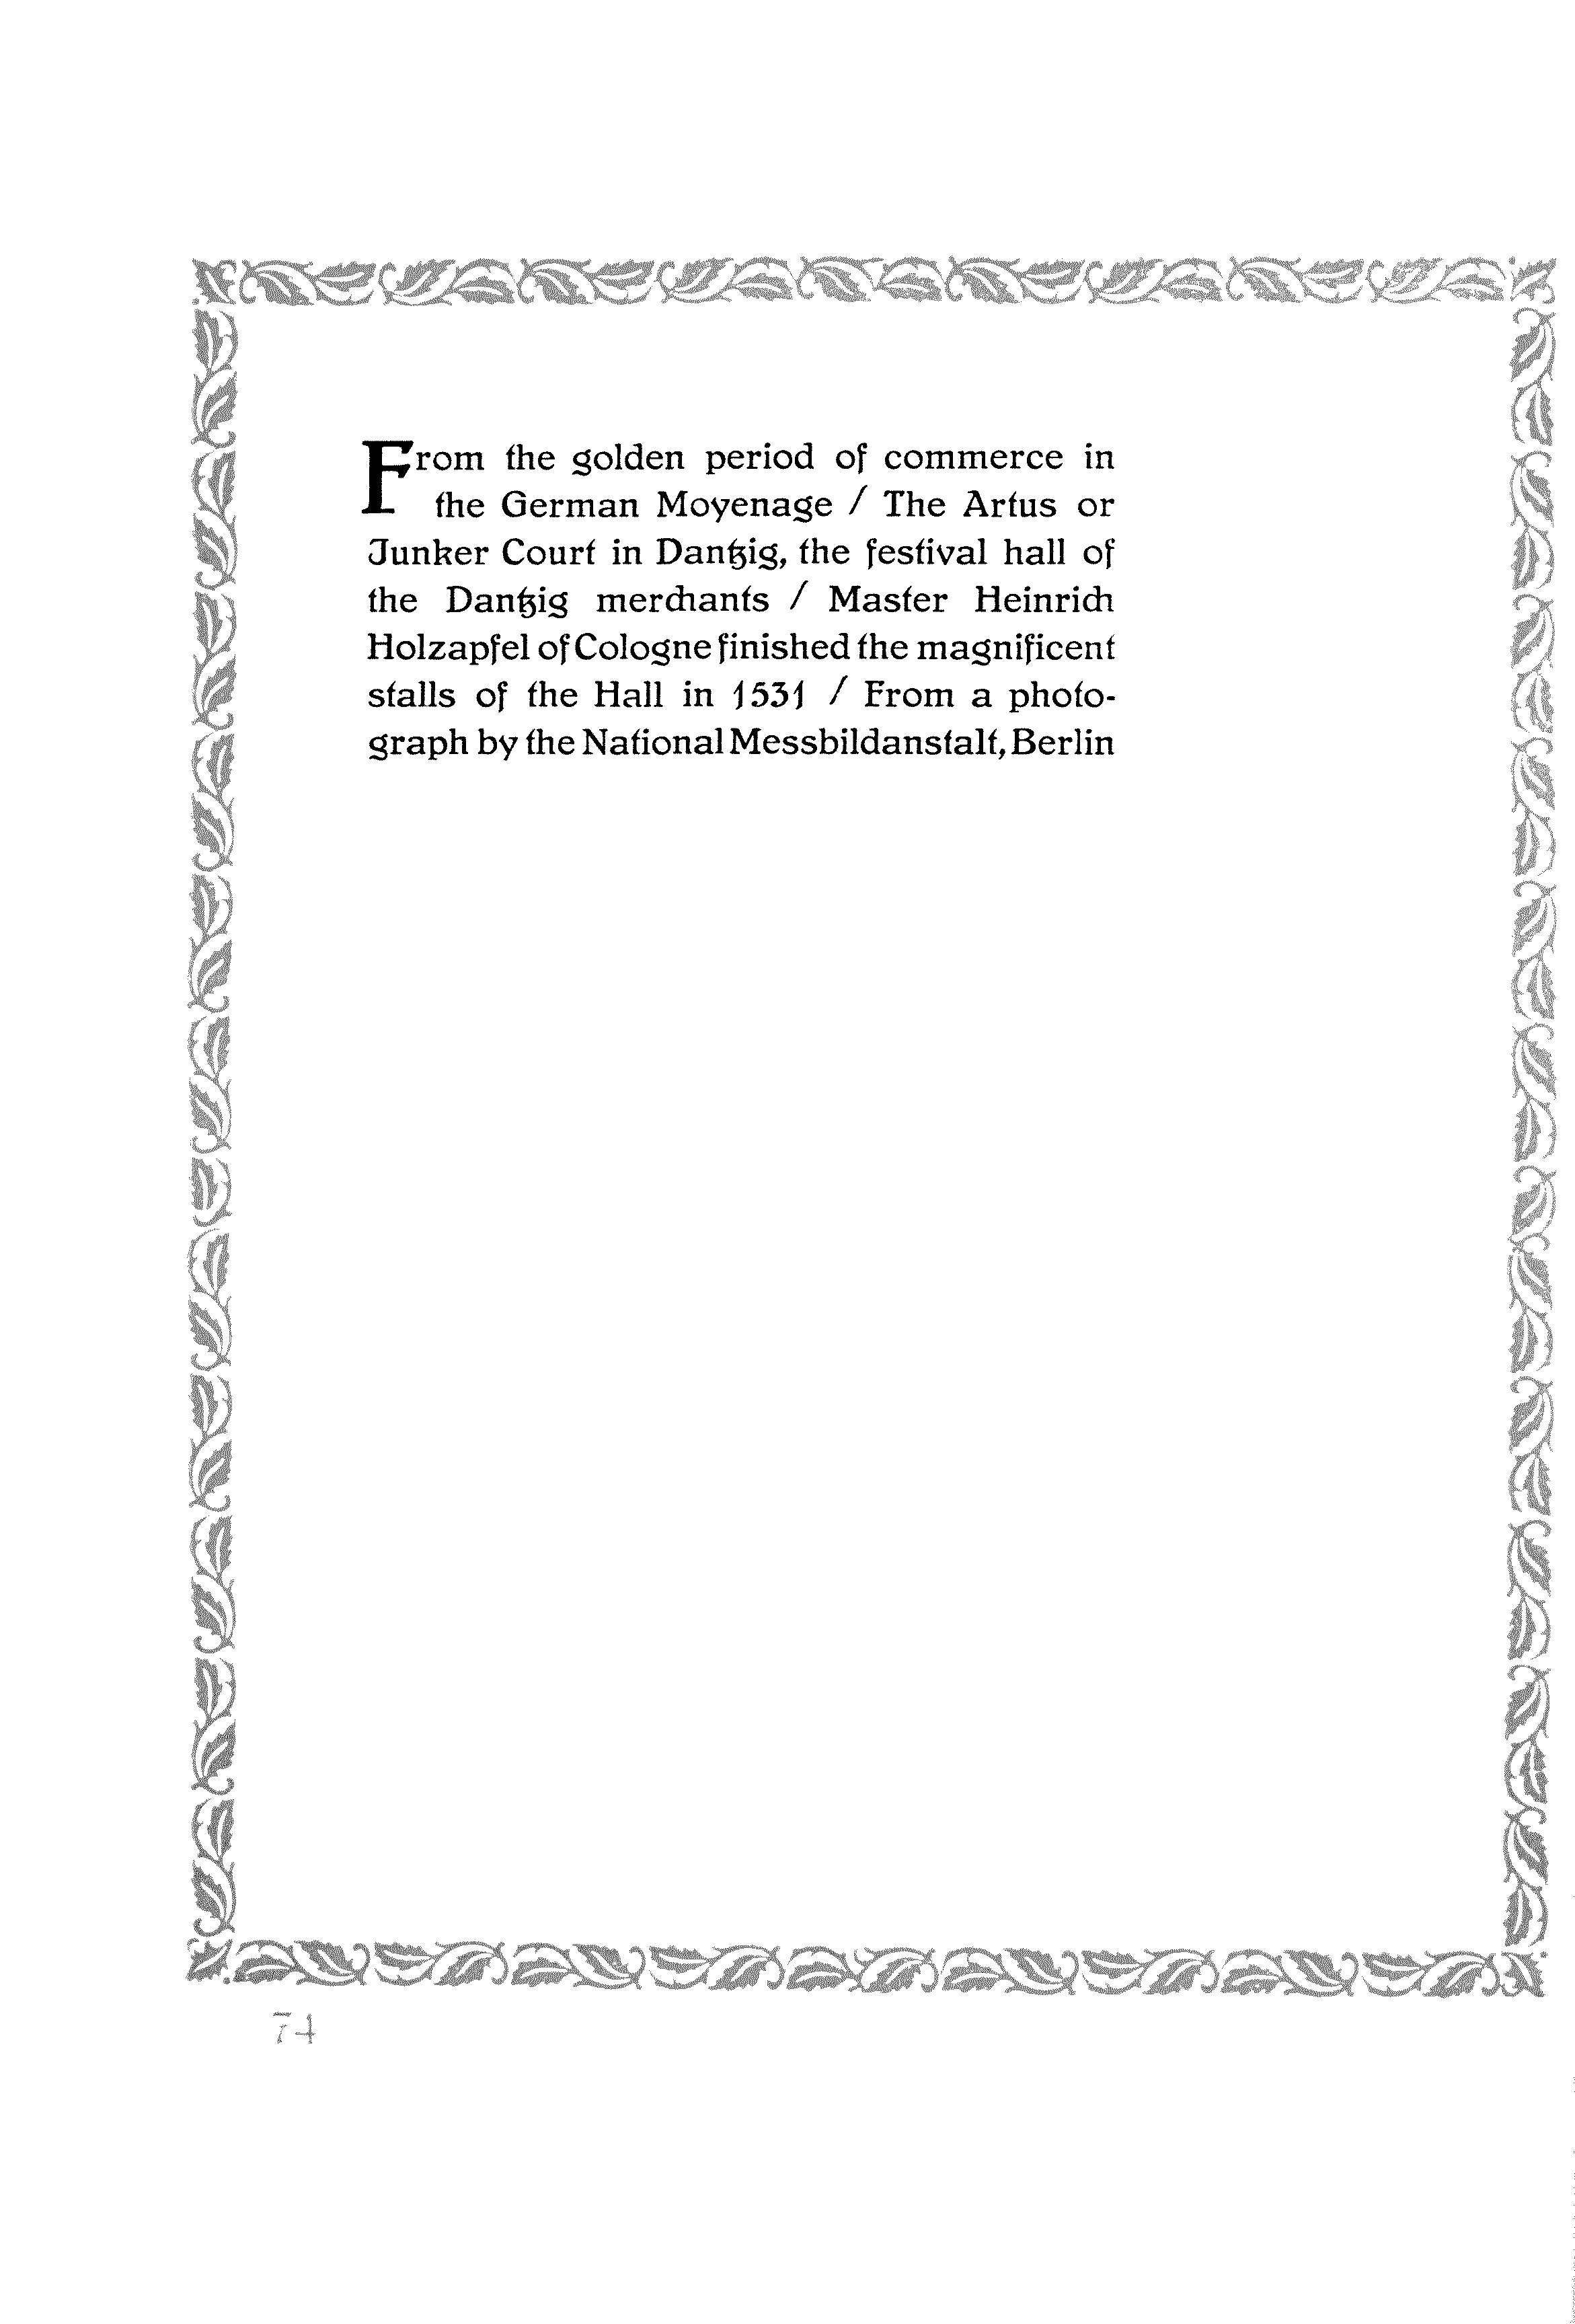 From the golden period of commerce in
the German Moyenage / The Artus or
Junker Court in Dantzig, the festival hall of
the Dantzig merchants / Master Heinrich
Holzapfel of Cologne finished the magnificent
stalls of the Hall in 1531 / From a photo-
graph by the National Messbildanstalt, Berlin
74